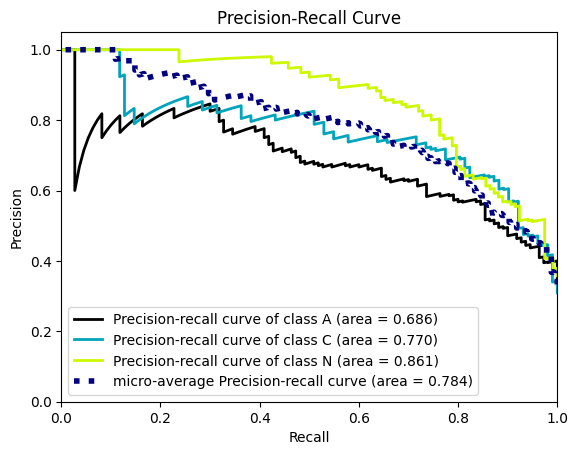 Precision-Recall Curve
Precision
1.0
0.8
0.6
0.4
0.2
0.0
Precision-recall curve of class A (area = 0.686)
Precision-recall curve of class C (area = 0.770)
Precision-recall curve of class N (area = 0.861)
micro-average Precision-recall curve (area = 0.784)
0.0 0.2 0.4 0.6 0.8 1.0
Recall